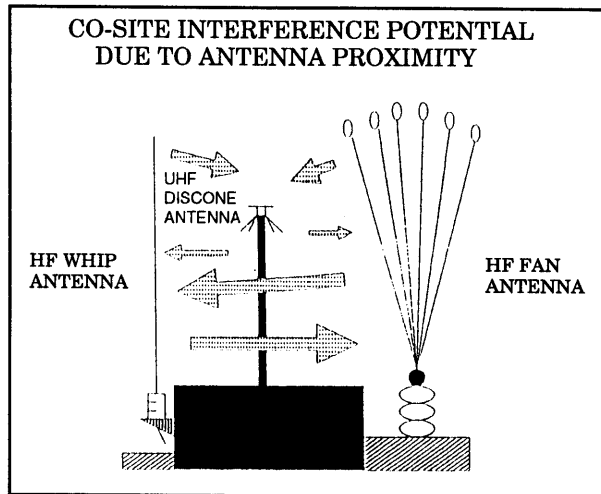 CO-SITE INTERFERENCE POTENTIAL
DUE TO ANTENNA PROXIMITY
UHF
DISCONE
ANTENNA
HF WHIP
ANTENNA
HF FAN
ANTENNA